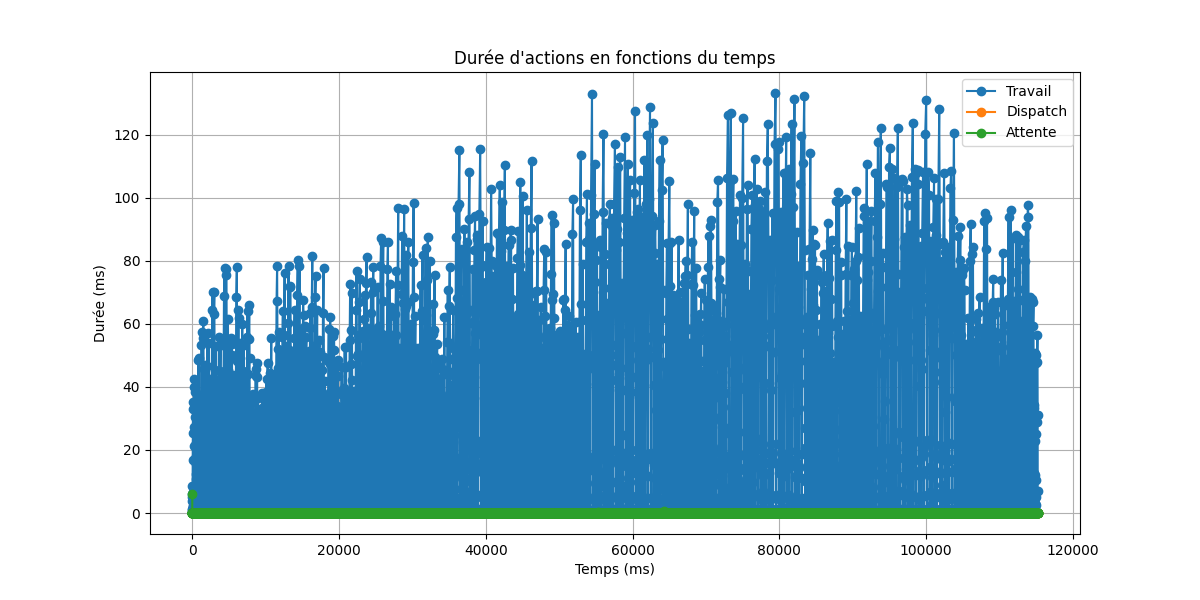 Durée d'actions en fonctions du temps
Travail
Dispatch
Attente
Durée (ms)
120
100
80
60
40
20
0
0 20000 40000 60000 80000 100000 120000
Temps (ms)